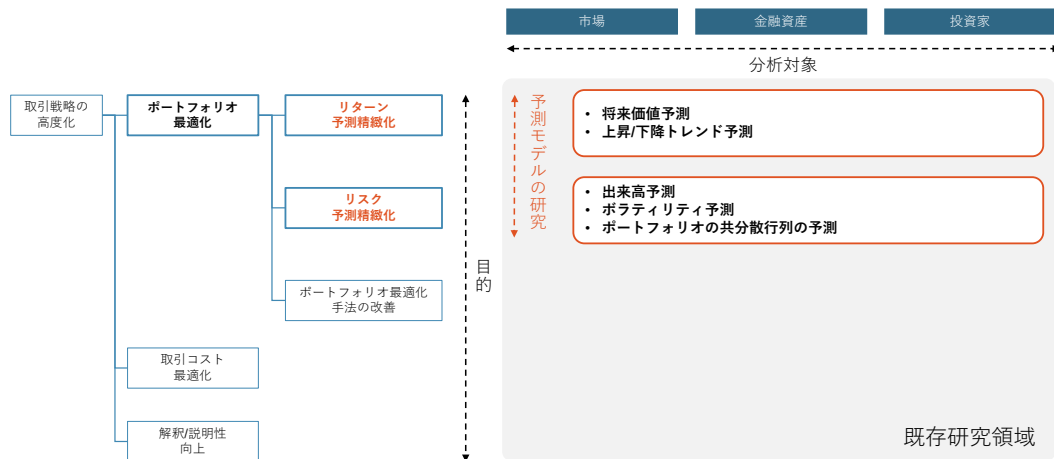 市場
金融資産
投資家
分析対象
取引戦略の
高度化
ポートフォリオ
最適化
リターン
予測精緻化
リスク
予測精緻化
ポートフォリオ最適化
手法の改善
取引コスト
最適化
解釈/説明性
向上
目的
予測モデルの研究
• 将来価値予測
• 上昇/下降トレンド予測
• 出来高予測
• ボラティリティ予測
• ポートフォリオの共分散行列の予測
既存研究領域